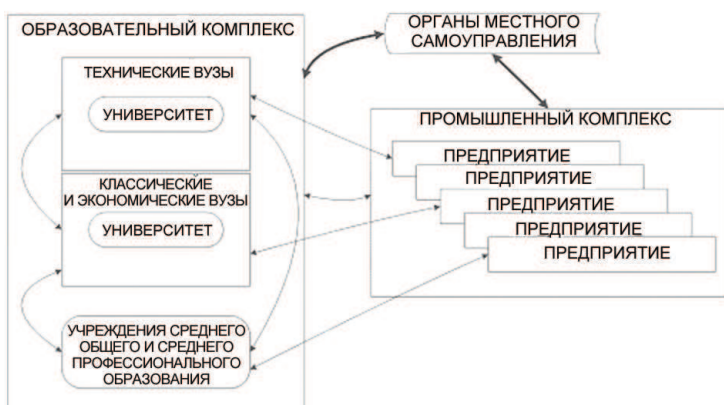 ОБРАЗОВАТЕЛЬНЫЙ КОМПЛЕКС
ТЕХНИЧЕСКИЕ ВУЗЫ
УНИВЕРСИТЕТ
КЛАССИЧЕСКИЕ
И ЭКОНОМИЧЕСКИЕ ВУЗЫ
УНИВЕРСИТЕТ
УЧРЕЖДЕНИЯ СРЕДНЕГО
ОБЩЕГО И СРЕДНЕГО
ПРОФЕССИОНАЛЬНОГО
ОБРАЗОВАНИЯ
ОРГАНЫ МЕСТНОГО
САМОУПРАВЛЕНИЯ
ПРОМЫШЛЕННЫЙ КОМПЛЕКС
ПРЕДПРИЯТИЕ
ПРЕДПРИЯТИЕ
ПРЕДПРИЯТИЕ
ПРЕДПРИЯТИЕ
ПРЕДПРИЯТИЕ